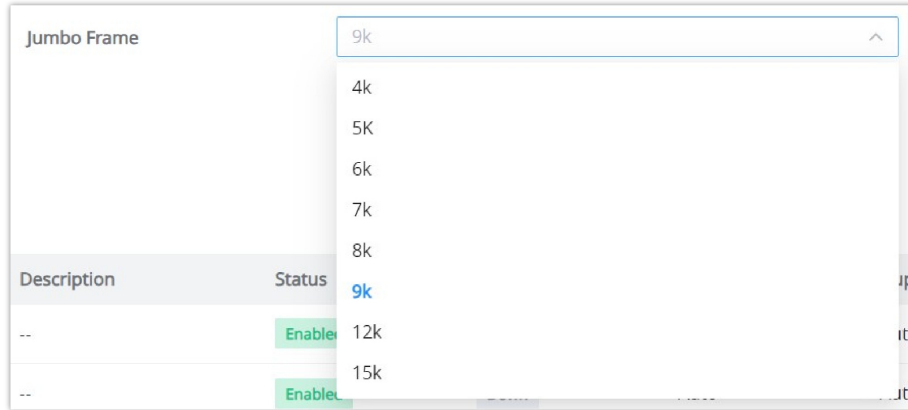 Jumbo Frame 9k
4k
5K
6k
7k
8k
Description Status
9k
-- Enabled
12k
15k
-- Enabled